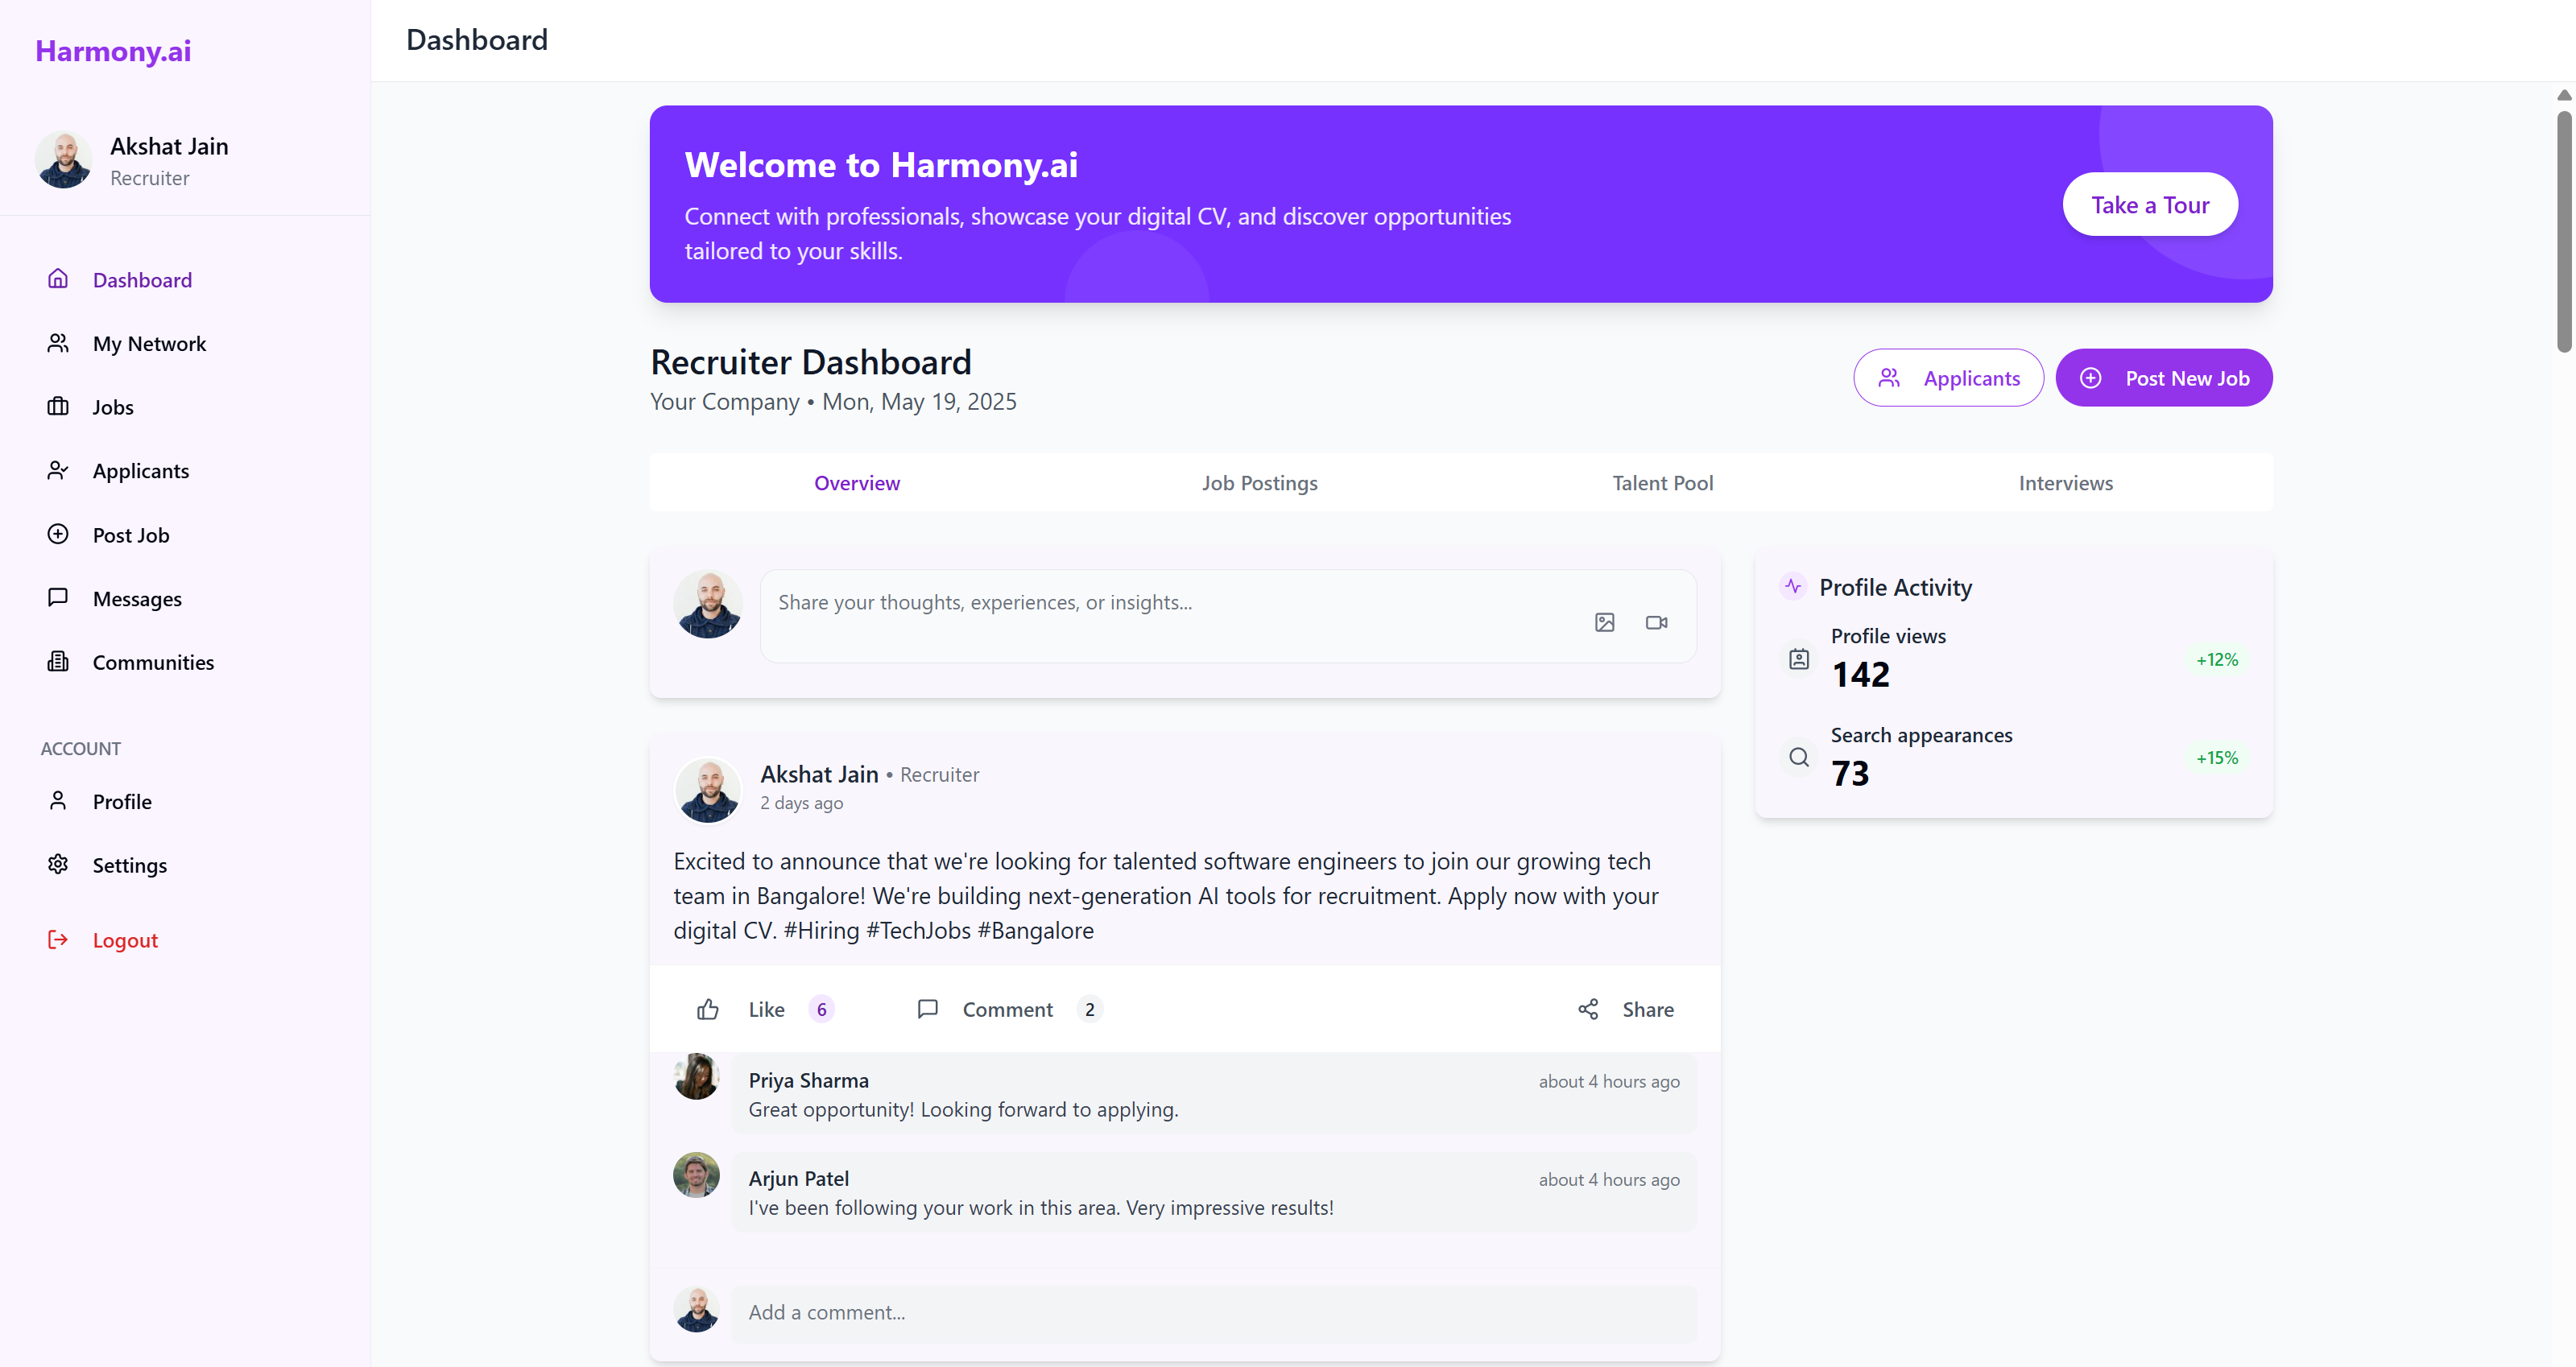 Harmony.ai
Akshat Jain
Recruiter
Dashboard
My Network
Jobs
Applicants
Post Job
Messages
Communities
ACCOUNT
Profile
Settings
Logout
Dashboard
Welcome to Harmony.ai
Connect with professionals, showcase your digital CV, and discover opportunities
tailored to your skills.
Take a Tour
Recruiter Dashboard
Your Company • Mon, May 19, 2025
Applicants
Post New Job
Overview
Job Postings
Talent Pool
Interviews
Share your thoughts, experiences, or insights...
Akshat Jain • Recruiter
2 days ago
Excited to announce that we're looking for talented software engineers to join our growing tech
team in Bangalore! We're building next-generation AI tools for recruitment. Apply now with your
digital CV. #Hiring #TechJobs #Bangalore
Like 6
Comment 2
Share
Priya Sharma about 4 hours ago
Great opportunity! Looking forward to applying.
Arjun Patel about 4 hours ago
I've been following your work in this area. Very impressive results!
Add a comment...
Profile Activity
Profile views
142
+12%
Search appearances
73
+15%